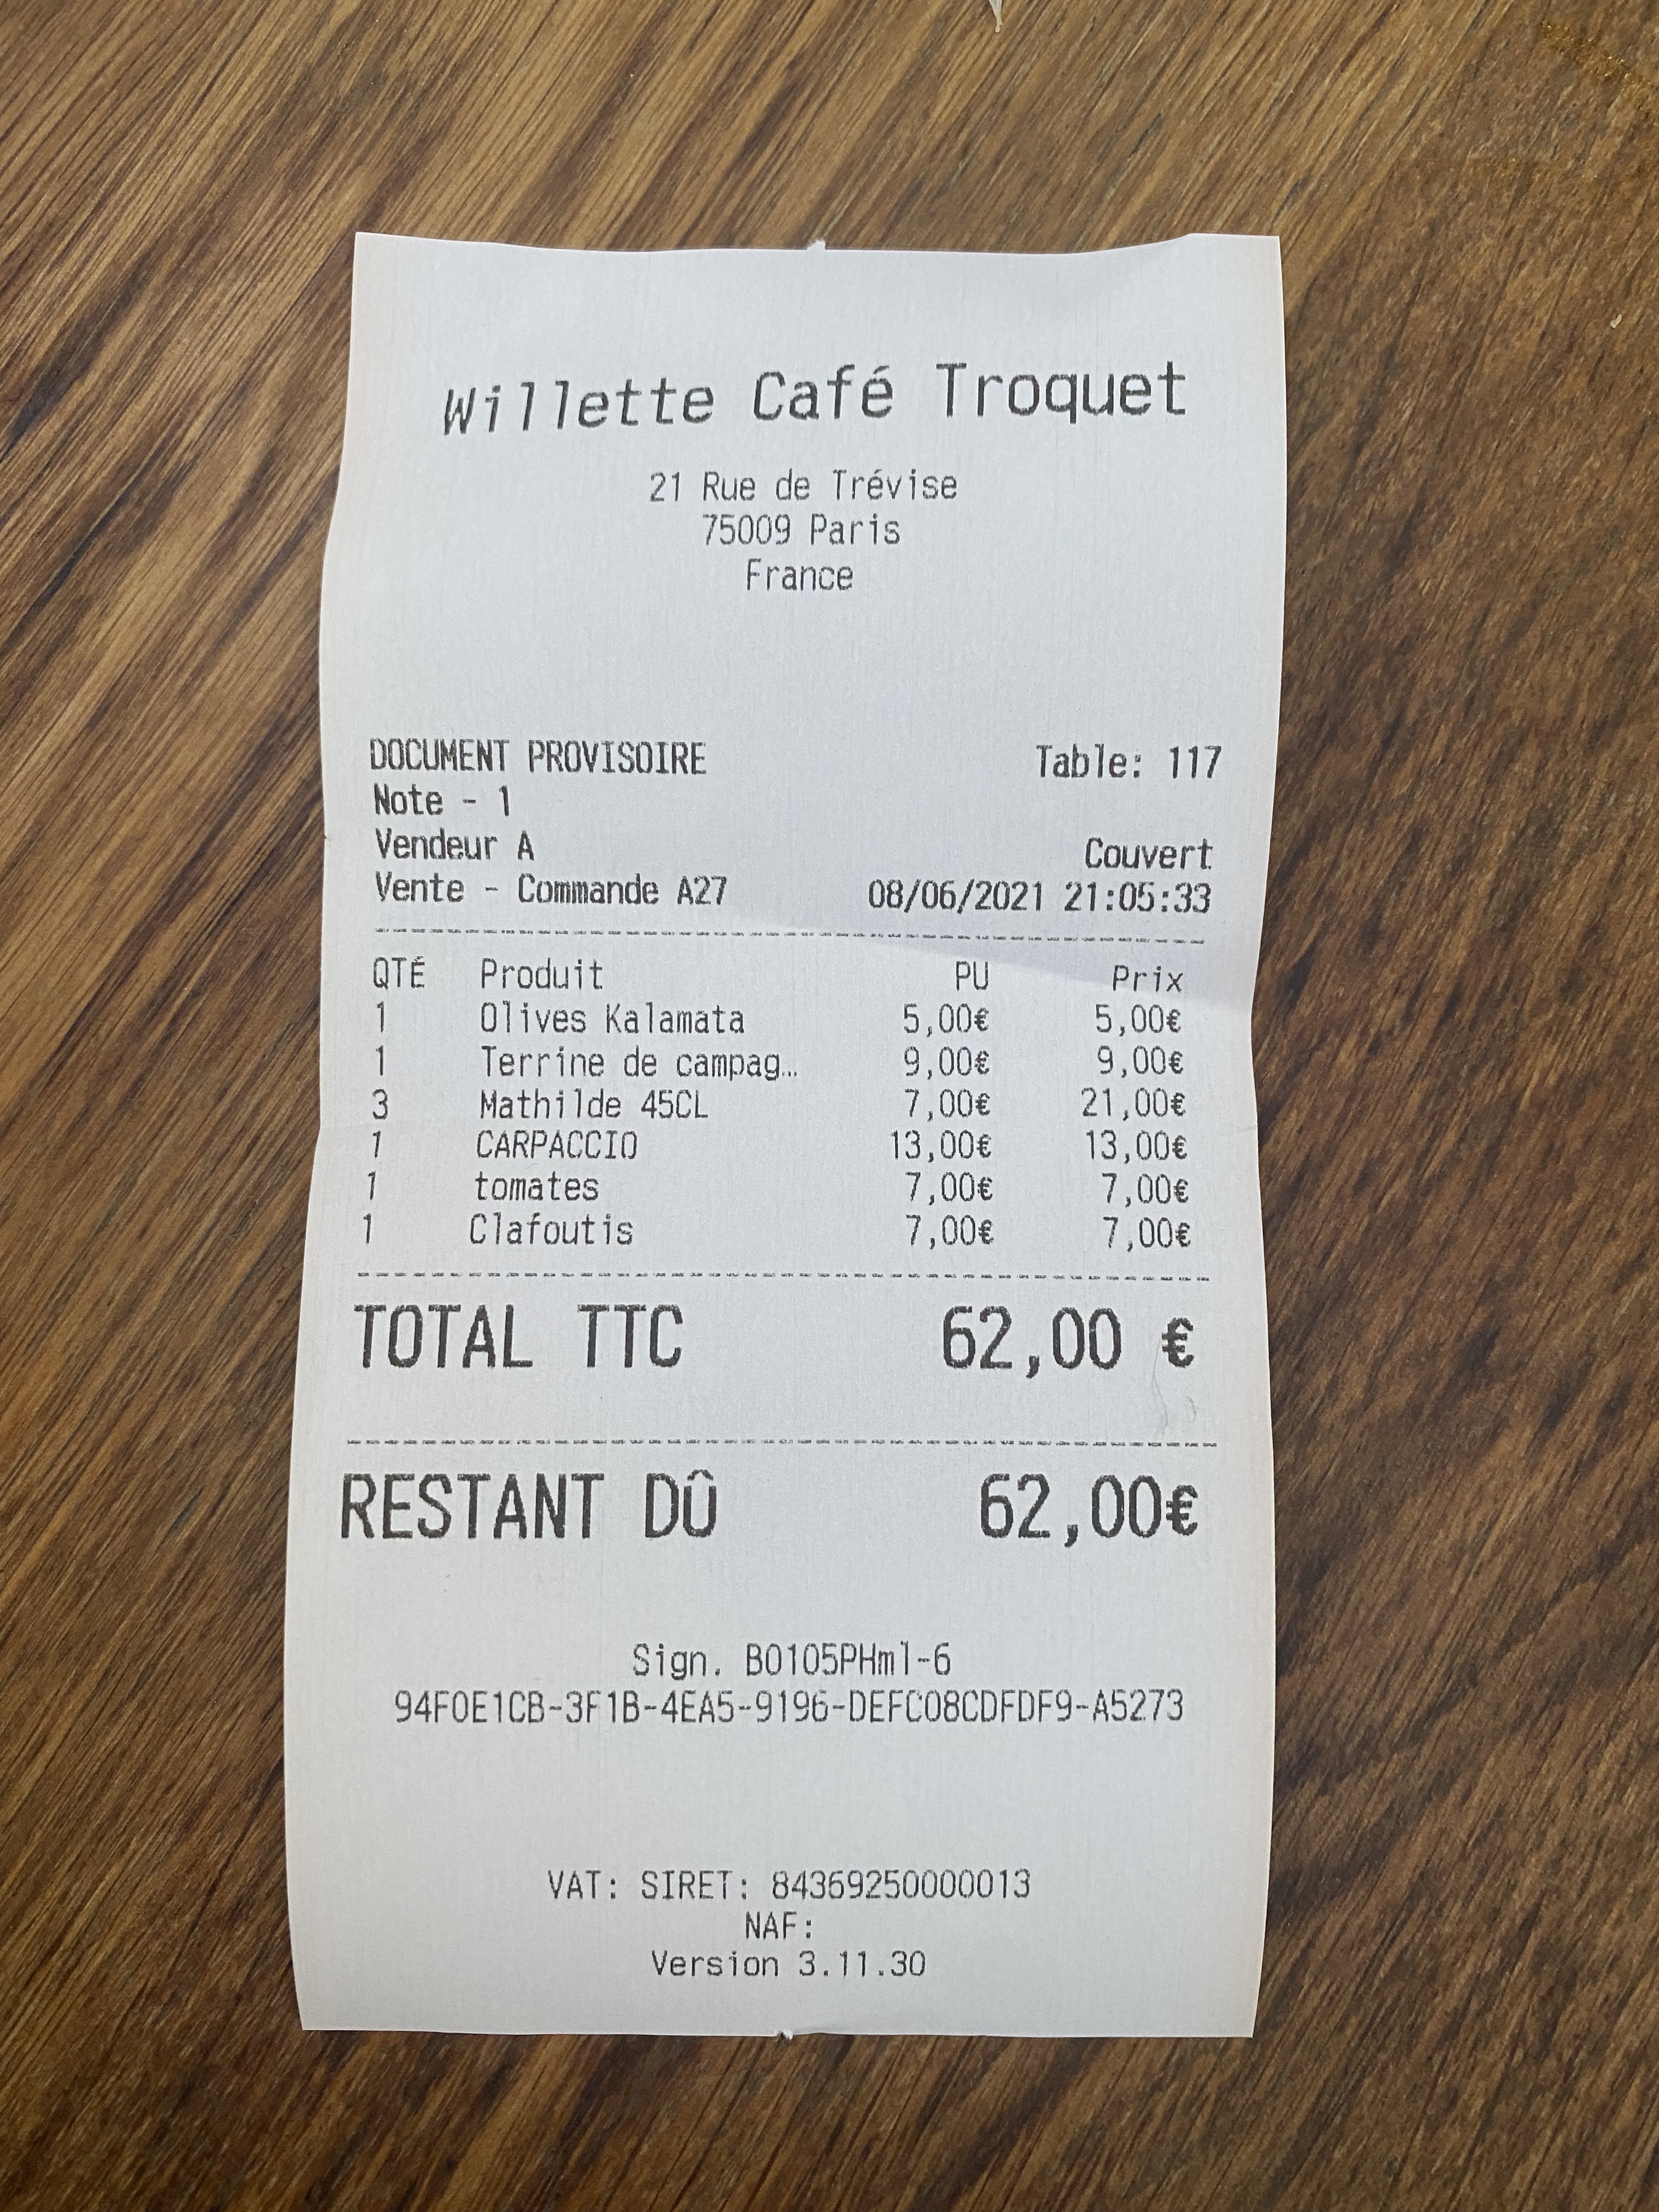 Willette Café Troquet
21 Rue de Trévise
75009 Paris
France
DOCUMENT PROVISOIRE Table: 117
Note - 1
Vendeur A Couvert
Vente - Commande A27 08/06/2021 21:05:33
QTÉ Produit PU Prix
1 Olives Kalamata 5,00€ 5,00€
1 Terrine de campag… 9,00€ 9,00€
3 Mathilde 45CL 7,00€ 21,00€
1 CARPACCIO 13,00€ 13,00€
1 tomates 7,00€ 7,00€
1 Clafoutis 7,00€ 7,00€
TOTAL TTC 62,00 €
RESTANT DÛ 62,00€
Sign. B0105PHml-6
94F0E1CB-3F1B-4EA5-9196-DEFC08CDFDF9-A5273
VAT: SIRET: 84369250000013
NAF:
Version 3.11.30